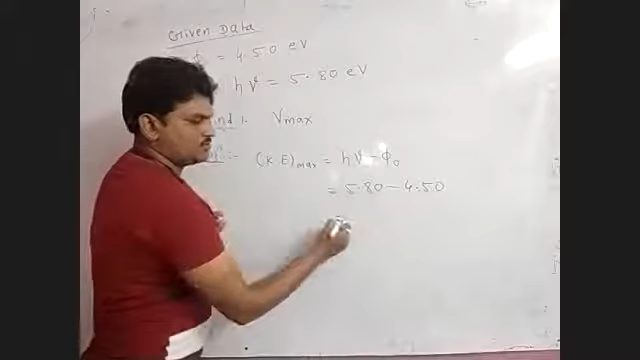 Given Data
= 4.50 eV
hν = 5.80 eV
Vmax
(K.E)max = hν - ϕ₀
= 5.80 - 4.50